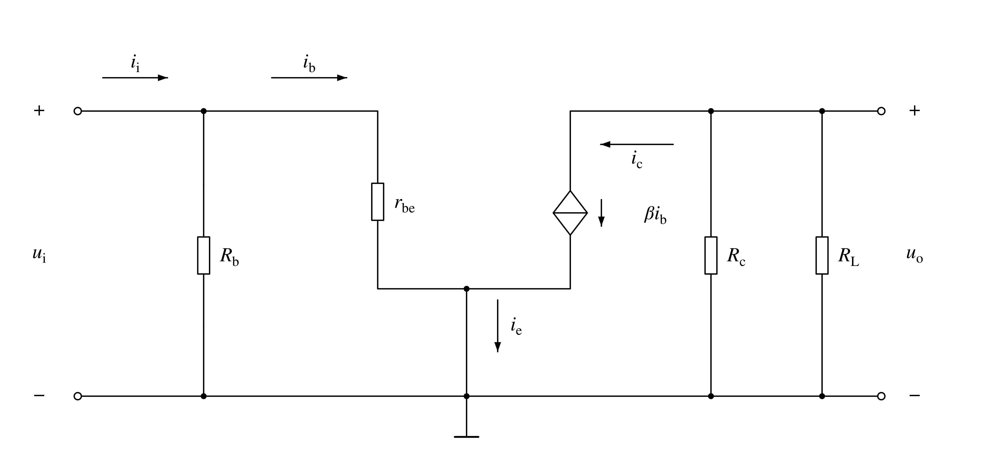 i_i
i_b
+
+
i_c
r_be
βi_b
u_i
R_b
R_c
R_L
u_o
i_e
−
−